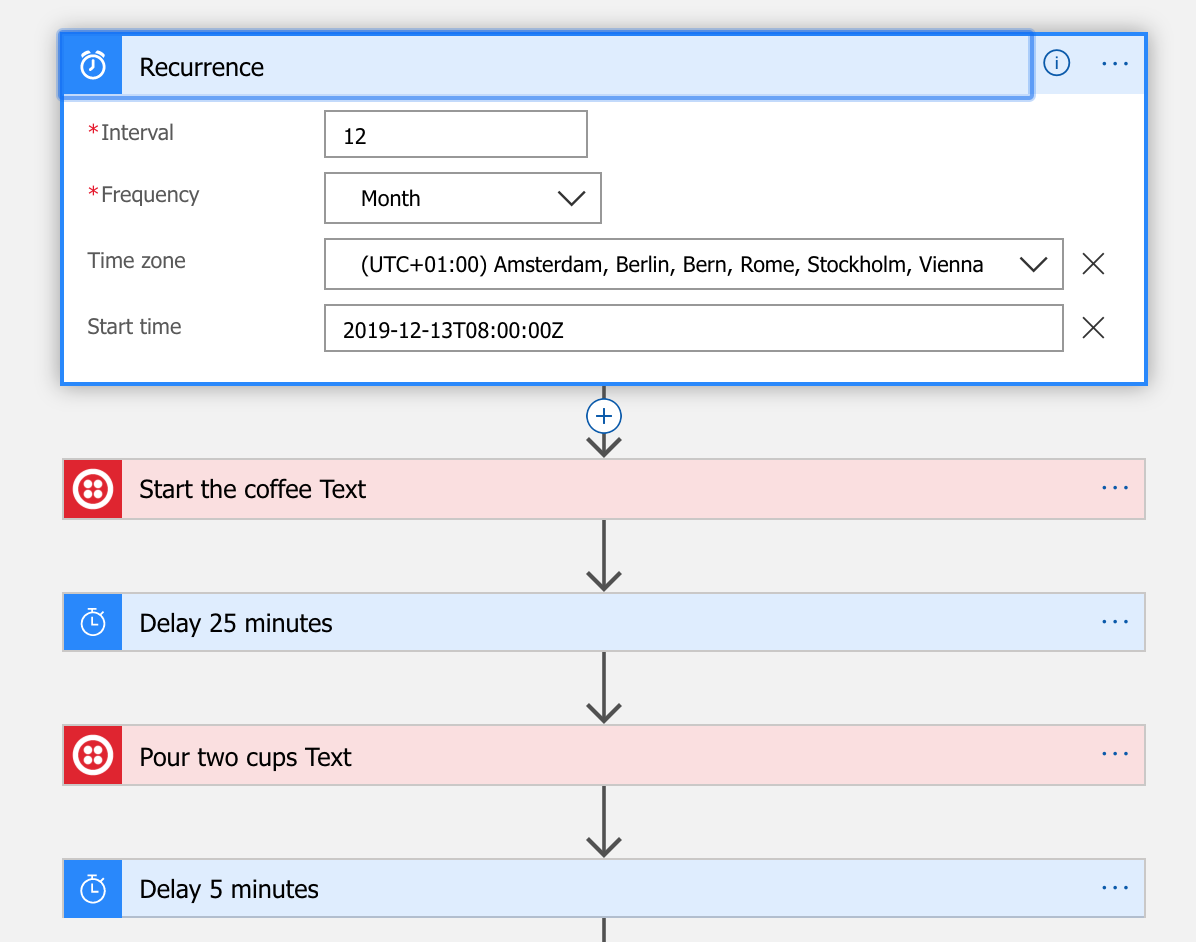 Recurrence
*Interval
12
*Frequency
Month
Time zone
(UTC+01:00) Amsterdam, Berlin, Bern, Rome, Stockholm, Vienna
Start time
2019-12-13T08:00:00Z
Start the coffee Text
Delay 25 minutes
Pour two cups Text
Delay 5 minutes